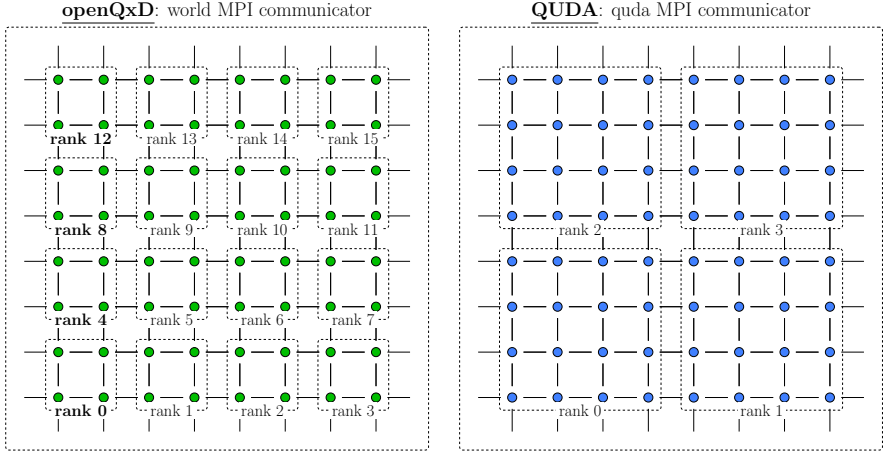 openQxD: world MPI communicator
QUDA: quda MPI communicator
rank 12 rank 13 rank 14 rank 15
rank 8 rank 9 rank 10 rank 11
rank 2 rank 3
rank 4 rank 5 rank 6 rank 7
rank 0 rank 1 rank 2 rank 3
rank 0 rank 1